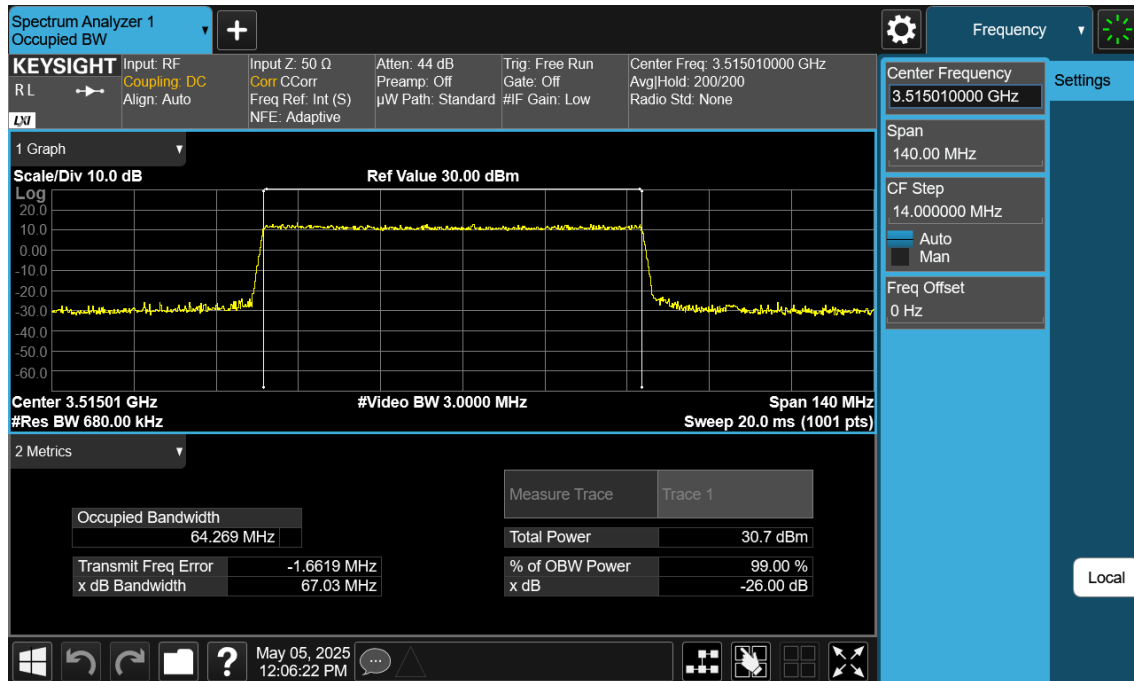 Spectrum Analyzer 1
Occupied BW
+
Frequency
KEYSIGHT
R L
LXI
Input: RF
Coupling: DC
Align: Auto
Input Z: 50 Ω
Corr CCorr
Freq Ref: Int (S)
NFE: Adaptive
Atten: 44 dB
Preamp: Off
µW Path: Standard
Trig: Free Run
Gate: Off
#IF Gain: Low
Center Freq: 3.515010000 GHz
Avg|Hold: 200/200
Radio Std: None
Center Frequency
3.515010000 GHz
Settings
Span
140.00 MHz
CF Step
14.000000 MHz
Auto
Man
Freq Offset
0 Hz
Local
1 Graph
Scale/Div 10.0 dB
Ref Value 30.00 dBm
Log
20.0
10.0
0.00
-10.0
-20.0
-30.0
-40.0
-50.0
-60.0
Center 3.51501 GHz
#Video BW 3.0000 MHz
Span 140 MHz
#Res BW 680.00 kHz
Sweep 20.0 ms (1001 pts)
2 Metrics
Measure Trace Trace 1
Occupied Bandwidth
64.269 MHz
Total Power 30.7 dBm
Transmit Freq Error -1.6619 MHz
% of OBW Power 99.00 %
x dB Bandwidth 67.03 MHz
x dB -26.00 dB
?
May 05, 2025
12:06:22 PM